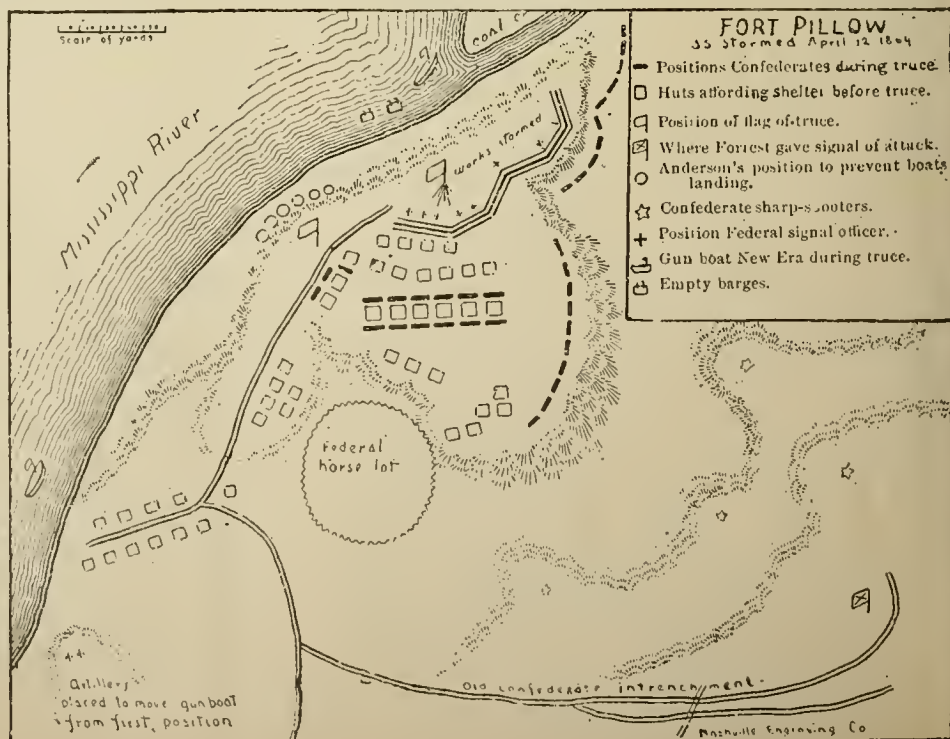 Scale of yards
coal
Mississippi River
works stormed
FORT PILLOW
as stormed April 12 1864
Positions Confederates during truce.
Huts affording shelter before truce.
Position of flag of truce.
Where Forrest gave signal of attack.
Anderson's position to prevent boats
landing.
Confederate sharp-shooters.
Position Federal signal officer.
Gun boat New Era during truce.
Empty barges.
Federal
horse lot
Artillery
placed to move gunboat
from first position
Old Confederate intrenchment.
Nashville Engraving Co